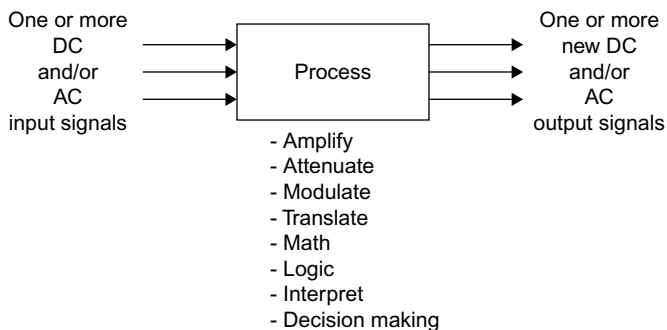 One or more
DC
and/or
AC
input signals
Process
One or more
new DC
and/or
AC
output signals
- Amplify
- Attenuate
- Modulate
- Translate
- Math
- Logic
- Interpret
- Decision making